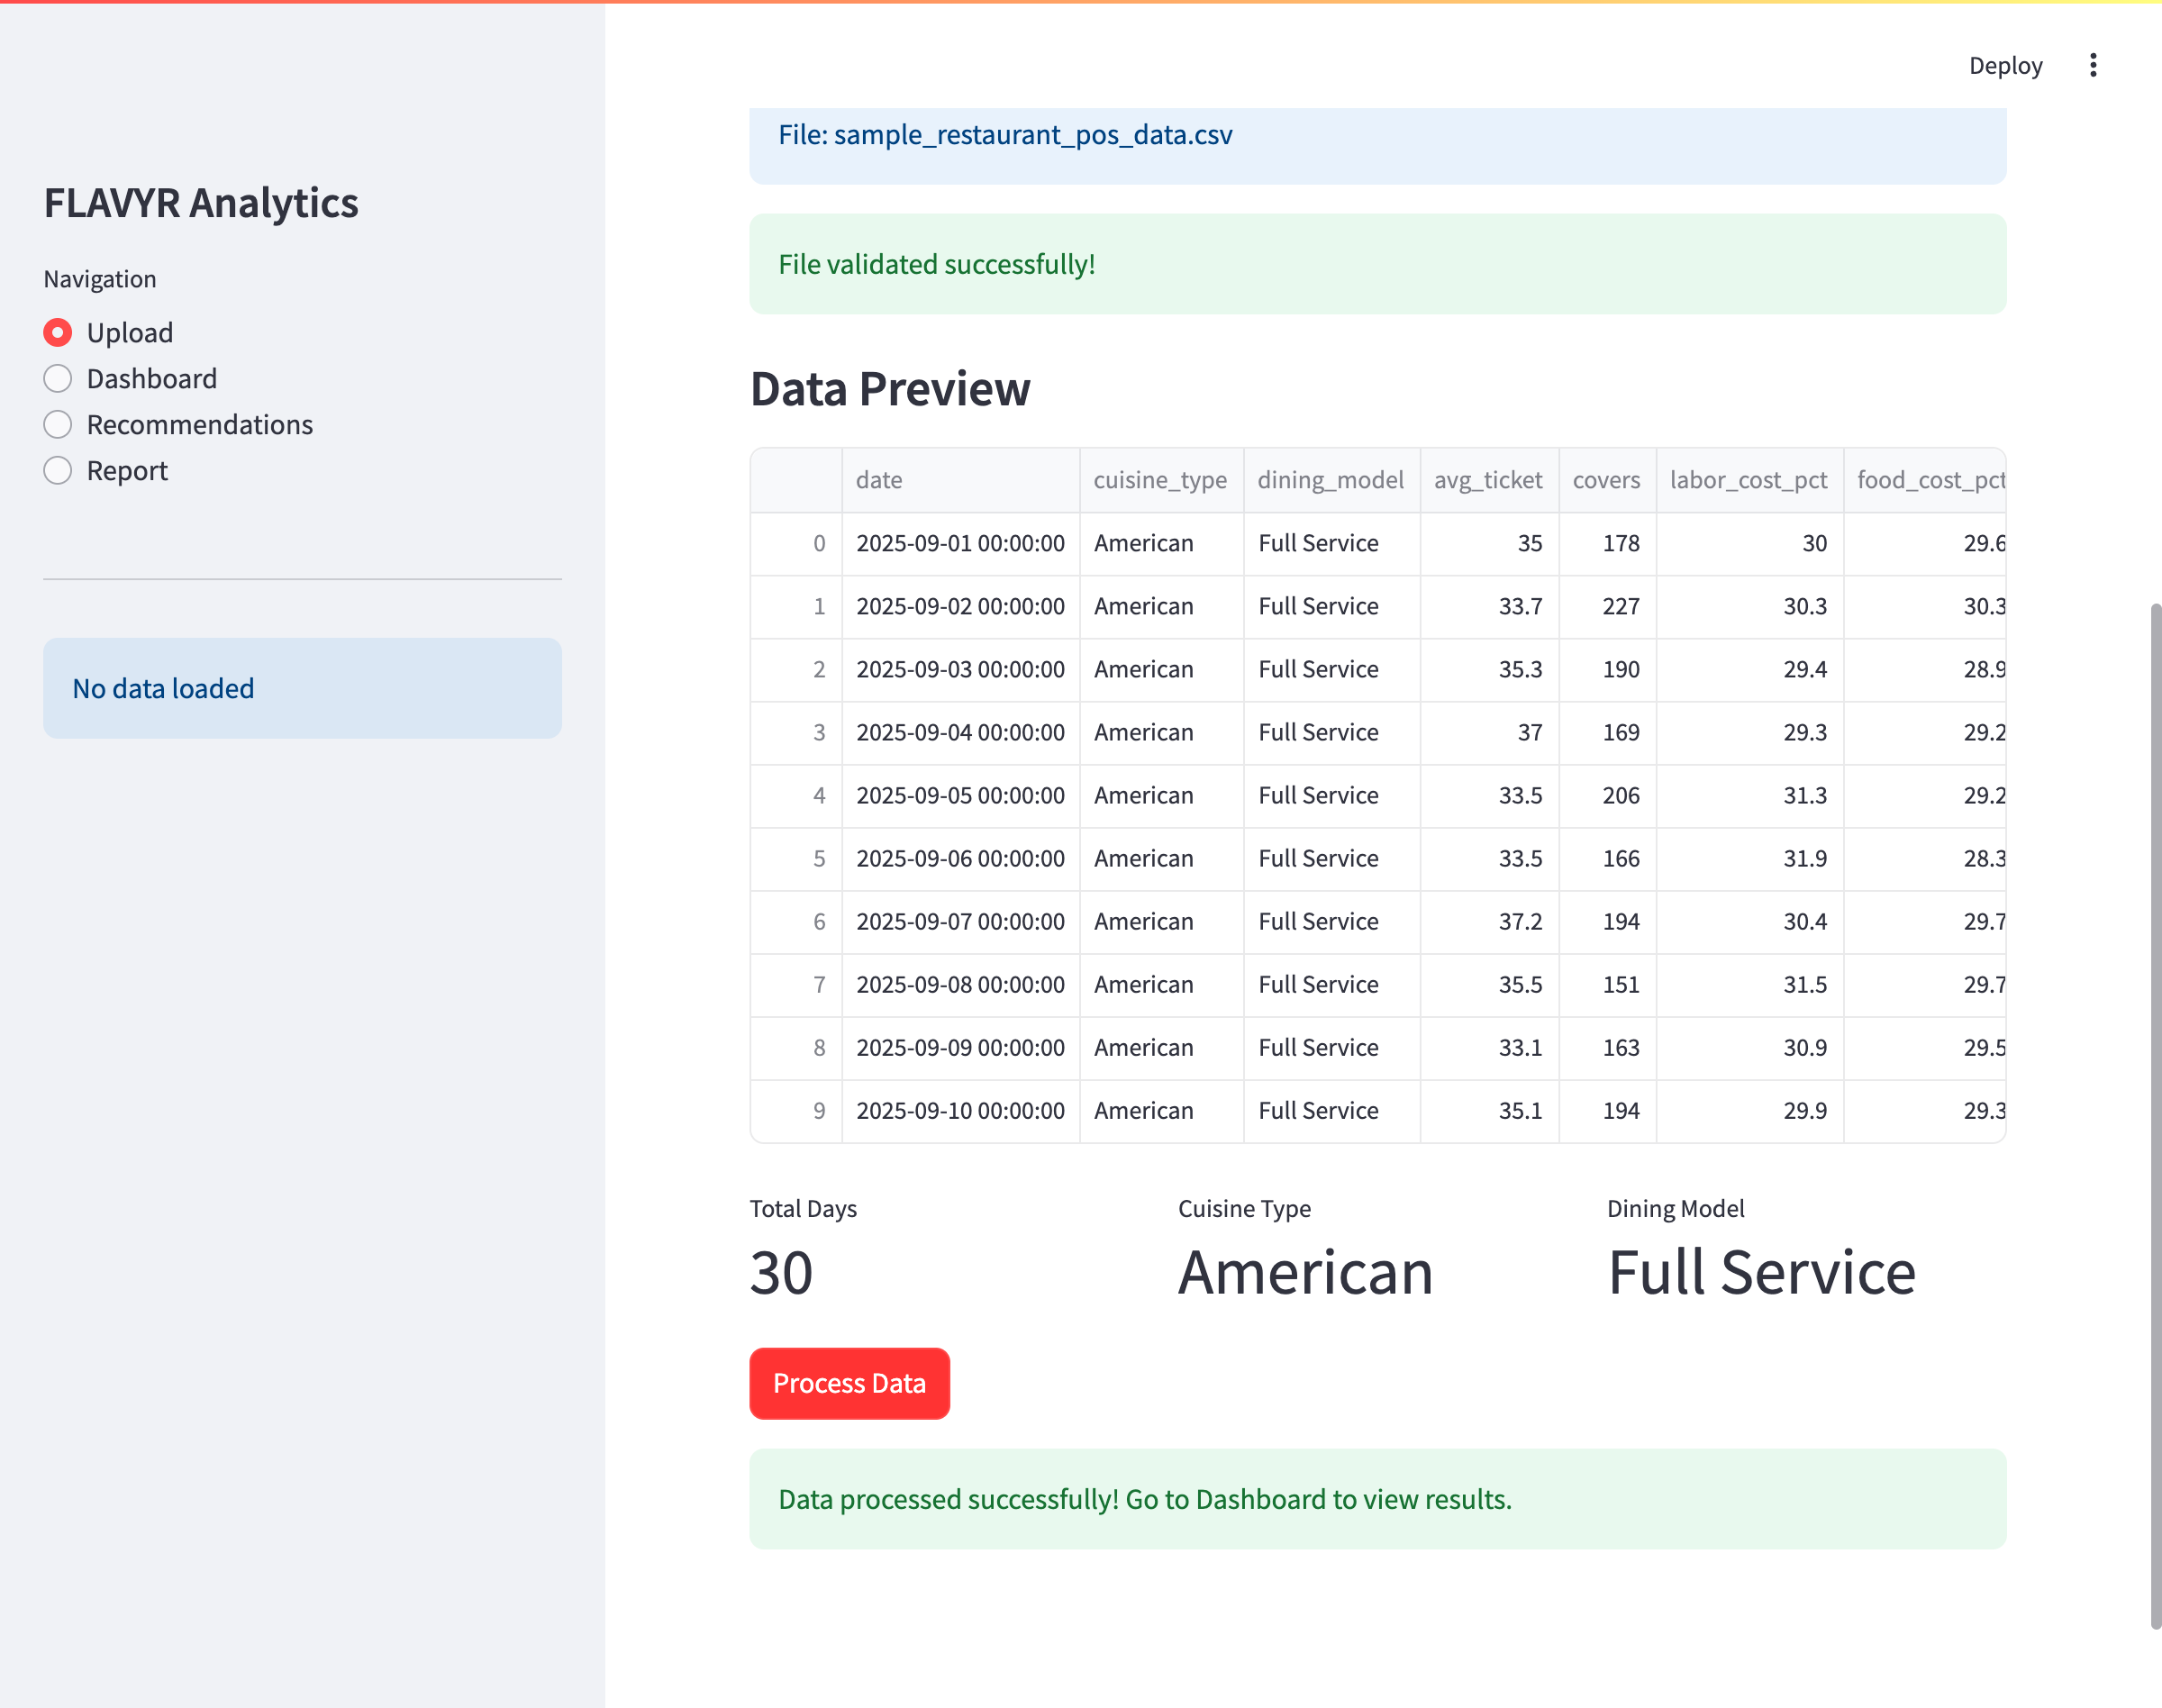 Deploy
FLAVYR Analytics
Navigation
Upload
Dashboard
Recommendations
Report
No data loaded
File: sample_restaurant_pos_data.csv
File validated successfully!
Data Preview
date cuisine_type dining_model avg_ticket covers labor_cost_pct food_cost_pct
0 2025-09-01 00:00:00 American Full Service 35 178 30 29.6
1 2025-09-02 00:00:00 American Full Service 33.7 227 30.3 30.3
2 2025-09-03 00:00:00 American Full Service 35.3 190 29.4 28.9
3 2025-09-04 00:00:00 American Full Service 37 169 29.3 29.2
4 2025-09-05 00:00:00 American Full Service 33.5 206 31.3 29.2
5 2025-09-06 00:00:00 American Full Service 33.5 166 31.9 28.3
6 2025-09-07 00:00:00 American Full Service 37.2 194 30.4 29.7
7 2025-09-08 00:00:00 American Full Service 35.5 151 31.5 29.7
8 2025-09-09 00:00:00 American Full Service 33.1 163 30.9 29.5
9 2025-09-10 00:00:00 American Full Service 35.1 194 29.9 29.3
Total Days Cuisine Type Dining Model
30 American Full Service
Process Data
Data processed successfully! Go to Dashboard to view results.